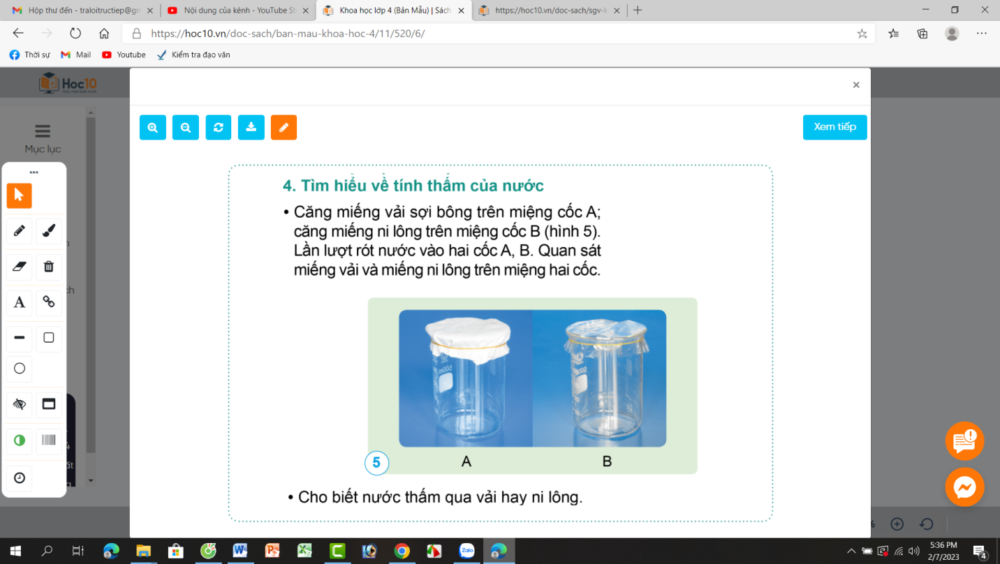 Hộp thư đến - traloitructiep@gm
Nội dung của kênh - YouTube St
Khoa học lớp 4 (Bản Mẫu) | Sách
https://hoc10.vn/doc-sach/sgv-k
https://hoc10.vn/doc-sach/ban-mau-khoa-hoc-4/11/520/6/
Thời sự
Mail
Youtube
Kiểm tra đạo văn
Hoc10
Mục lục
Xem tiếp
4. Tìm hiểu về tính thấm của nước
• Căng miếng vải sợi bông trên miệng cốc A;
căng miếng ni lông trên miệng cốc B (hình 5).
Lần lượt rót nước vào hai cốc A, B. Quan sát
miếng vải và miếng ni lông trên miệng hai cốc.
5
A
B
• Cho biết nước thấm qua vải hay ni lông.
A
%
Zalo
5:36 PM
2/7/2023
4